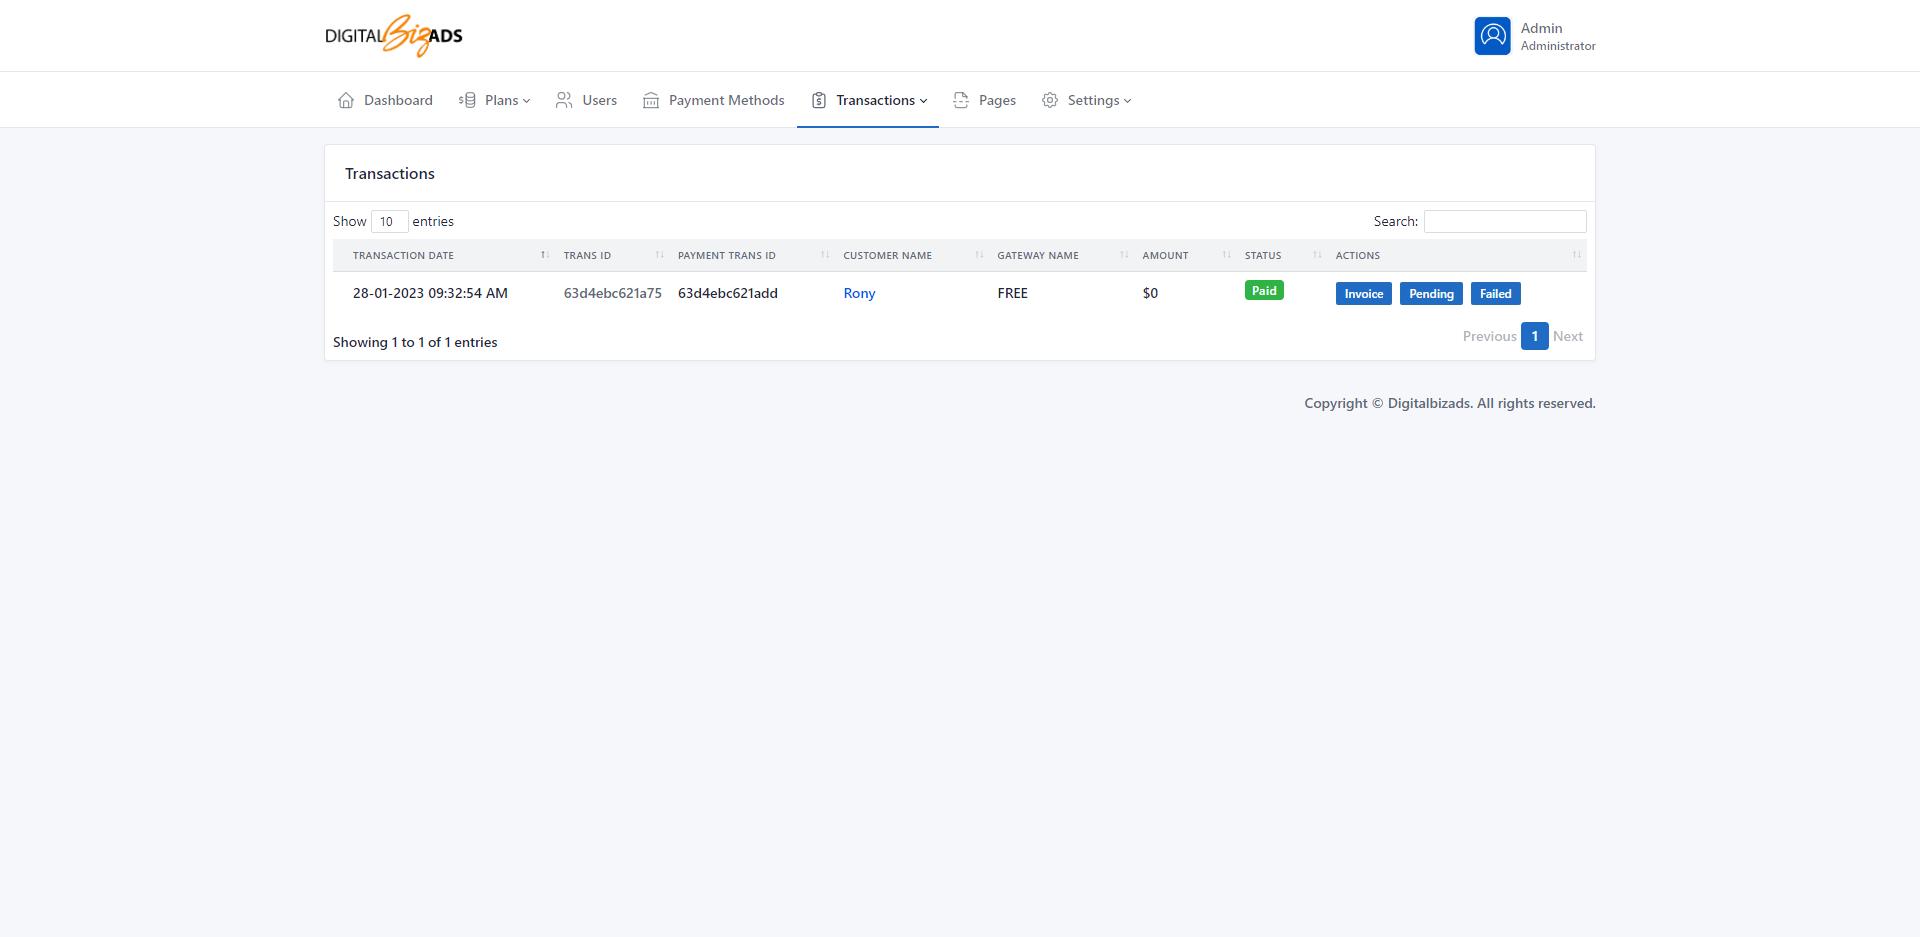 DIGITALBizADS
Admin
Administrator
Dashboard
Plans
Users
Payment Methods
Transactions
Pages
Settings
Transactions
Show 10 entries
Search:
TRANSACTION DATE TRANS ID PAYMENT TRANS ID CUSTOMER NAME GATEWAY NAME AMOUNT STATUS ACTIONS
28-01-2023 09:32:54 AM 63d4ebc621a75 63d4ebc621add Rony FREE $0 Paid Invoice Pending Failed
Showing 1 to 1 of 1 entries
Previous 1 Next
Copyright © Digitalbizads. All rights reserved.